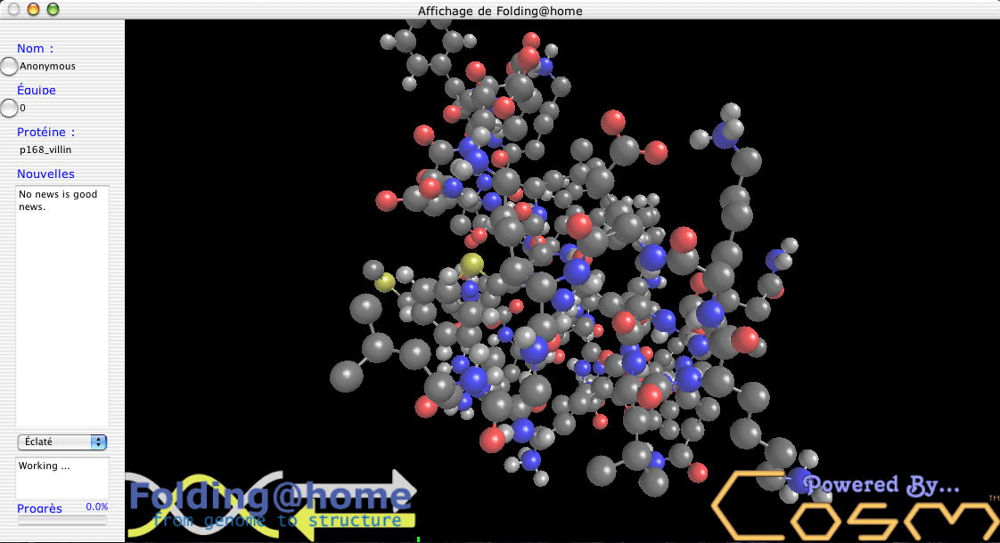 Affichage de Folding@home
Nom :
Anonymous
Équipe
0
Protéine :
p168_villin
Nouvelles
No news is good
news.
Éclaté
Working ...
Progrès 0.0%
Folding@home
from genome to structure
Powered By...
Cosm
TM